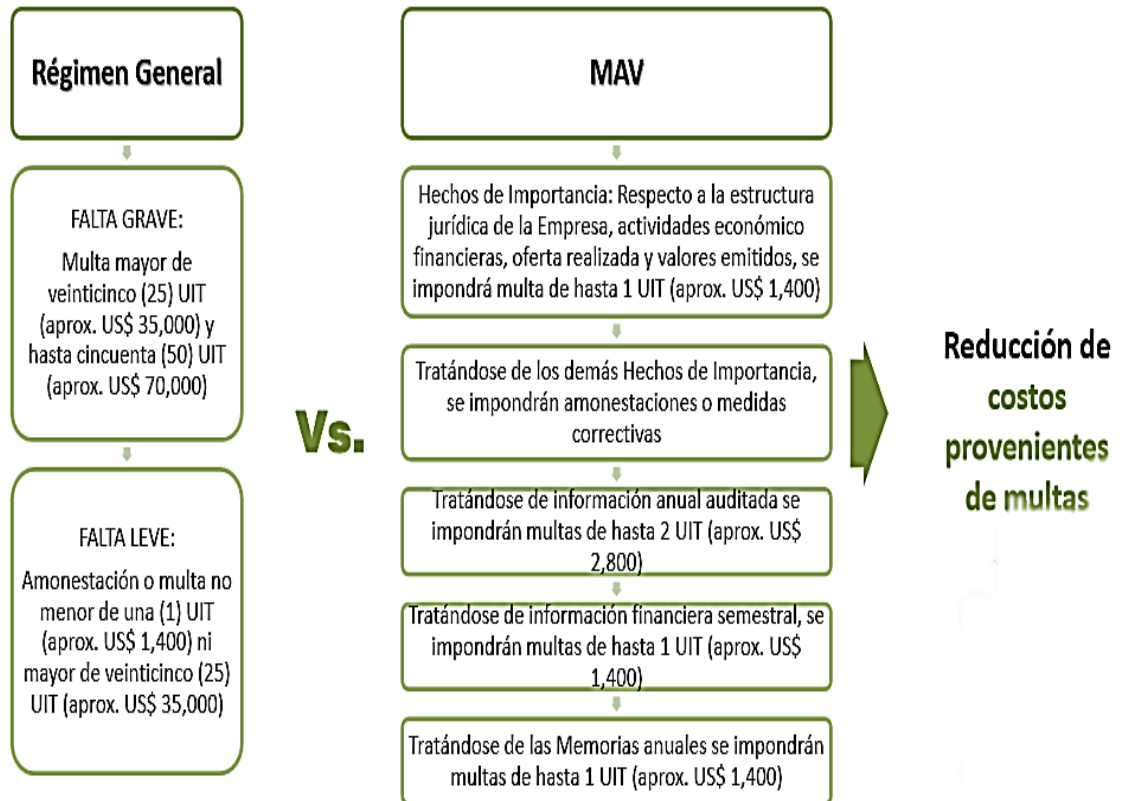 Régimen General
FALTA GRAVE:
Multa mayor de
veinticinco (25) UIT
(aprox. US$ 35,000) y
hasta cincuenta (50) UIT
(aprox. US$ 70,000)
FALTA LEVE:
Amonestación o multa no
menor de una (1) UIT
(aprox. US$ 1,400) ni
mayor de veinticinco (25)
UIT (aprox. US$ 35,000)
Vs.
MAV
Hechos de Importancia: Respecto a la estructura
jurídica de la Empresa, actividades económico
financieras, oferta realizada y valores emitidos, se
impondrá multa de hasta 1 UIT (aprox. US$ 1,400)
Tratándose de los demás Hechos de Importancia,
se impondrán amonestaciones o medidas
correctivas
Tratándose de información anual auditada se
impondrán multas de hasta 2 UIT (aprox. US$
2,800)
Tratándose de información financiera semestral, se
impondrán multas de hasta 1 UIT (aprox. US$
1,400)
Tratándose de las Memorias anuales se impondrán
multas de hasta 1 UIT (aprox. US$ 1,400)
Reducción de
costos
provenientes
de multas